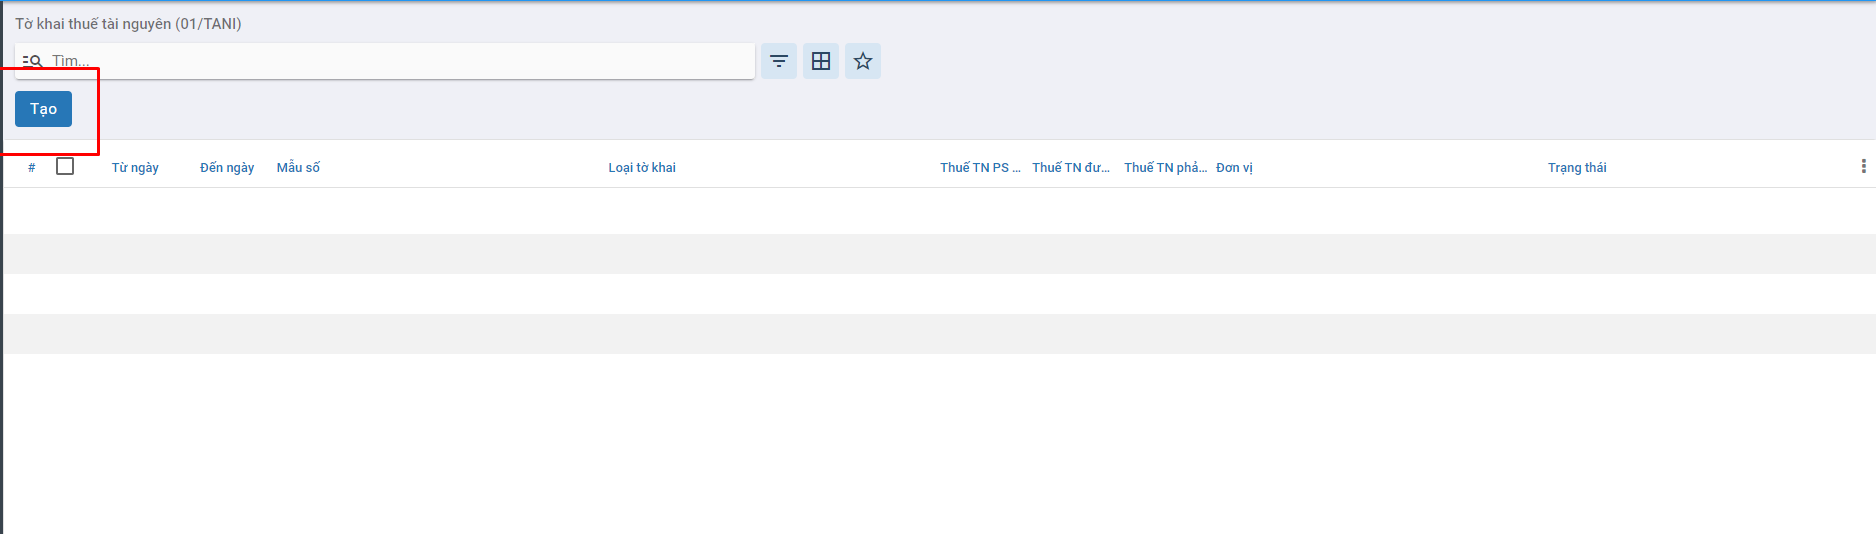 Tờ khai thuế tài nguyên (01/TANI)
Tìm...
Tạo
# Từ ngày Đến ngày Mẫu số Loại tờ khai Thuế TN PS ... Thuế TN đư... Thuế TN phả... Đơn vị Trạng thái